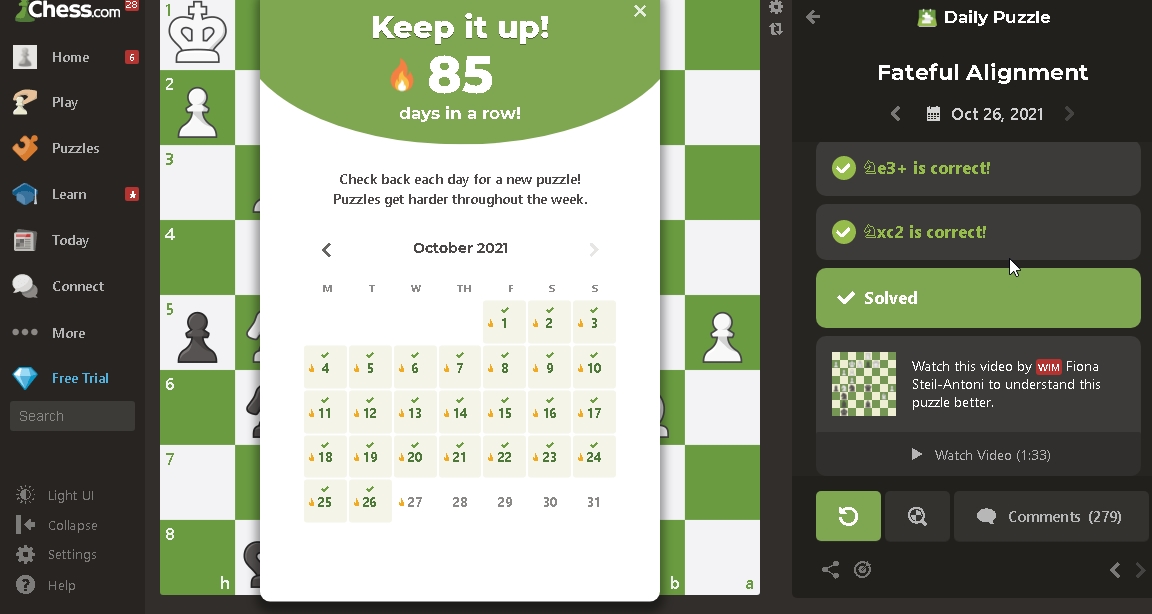 Chess.com
28
Home
6
Play
Puzzles
Learn
Today
Connect
More
Free Trial
Search
Light UI
Collapse
Settings
Help
1
2
3
4
5
6
7
8
h
b
a
Keep it up!
85
days in a row!
Check back each day for a new puzzle!
Puzzles get harder throughout the week.
October 2021
M T W TH F S S
1 2 3
4 5 6 7 8 9 10
11 12 13 14 15 16 17
18 19 20 21 22 23 24
25 26 27 28 29 30 31
Daily Puzzle
Fateful Alignment
Oct 26, 2021
♘e3+ is correct!
♘xc2 is correct!
Solved
Watch this video by WIM Fiona
Steil-Antoni to understand this
puzzle better.
Watch Video (1:33)
Comments (279)